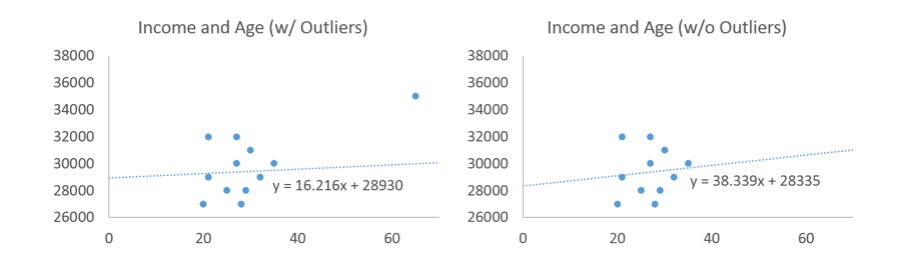 Income and Age (w/ Outliers)
38000
36000
34000
32000
30000
28000
26000
y = 16.216x + 28930
0 20 40 60
Income and Age (w/o Outliers)
38000
36000
34000
32000
30000
28000
26000
y = 38.339x + 28335
0 20 40 60